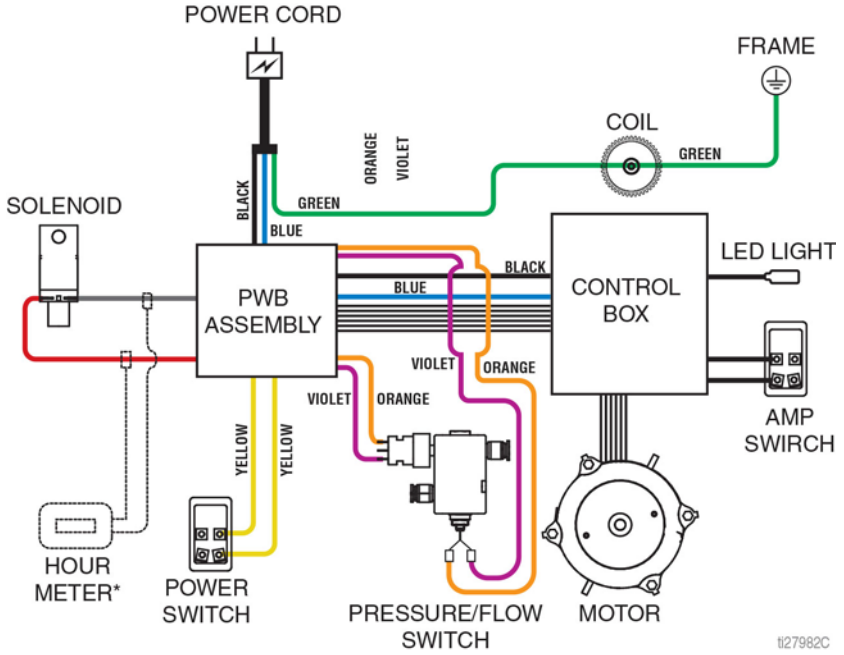 POWER CORD
FRAME
COIL
ORANGE
VIOLET
GREEN
BLACK
GREEN
SOLENOID
BLUE
BLACK
LED LIGHT
BLUE
PWB
ASSEMBLY
CONTROL
BOX
VIOLET
ORANGE
VIOLET
ORANGE
AMP
SWIRCH
YELLOW
YELLOW
HOUR
METER*
POWER
SWITCH
PRESSURE/FLOW
SWITCH
MOTOR
ti27982C